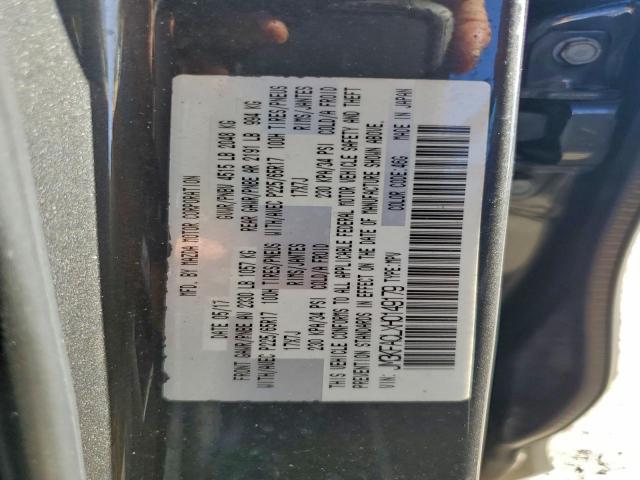 MFD. BY MAZDA MOTOR CORPORATION
DATE 05/17 GVWR/PNBV 4515 LB 2048 KG
FRONT GAWR/PNBE AV 2330 LB 1057 KG REAR GAWR/PNBE AR 2191 LB 994 KG
WITH/AVEC P225/65R17 100H TIRES/PNEUS WITH/AVEC P225/65R17 100H TIRES/PNEUS
17X7J RIMS/JANTES 17X7J RIMS/JANTES
230 KPA/34 PSI COLD/A FROID 230 KPA/34 PSI COLD/A FROID
THIS VEHICLE CONFORMS TO ALL APPLICABLE FEDERAL MOTOR VEHICLE SAFETY AND THEFT
PREVENTION STANDARDS IN EFFECT ON THE DATE OF MANUFACTURE SHOWN ABOVE.
VIN: TYPE:MPV COLOR CODE:46G MADE IN JAPAN